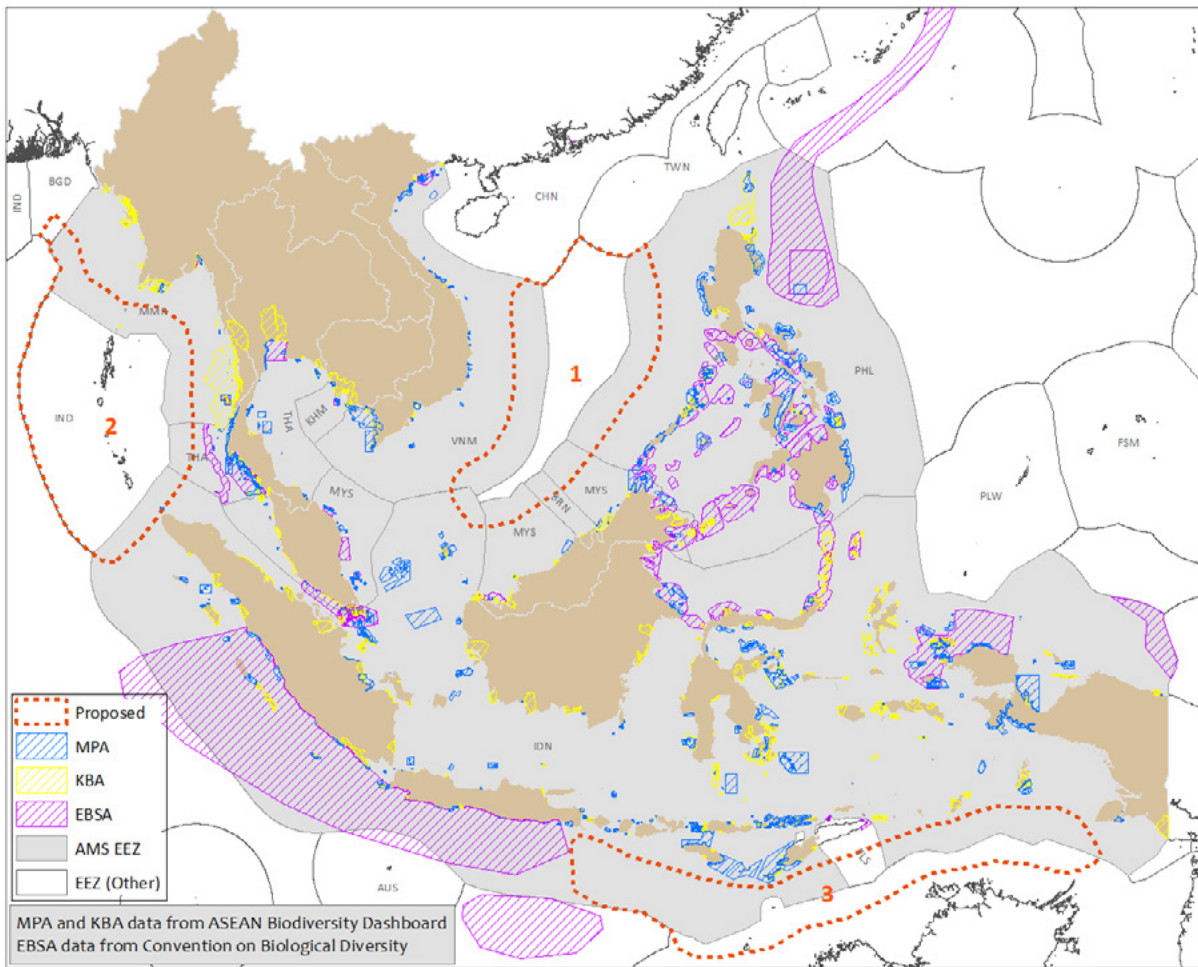 TWN
BGD
IND
CHN
MMR
1
PHL
2
IND
THA
KHM
VNM
FSM
THA
MYS
PLW
MYS
BRN
MYS
Proposed
MPA
KBA
EBSA
AMS EEZ
EEZ (Other)
IDN
AUS
3
MPA and KBA data from ASEAN Biodiversity Dashboard
EBSA data from Convention on Biological Diversity